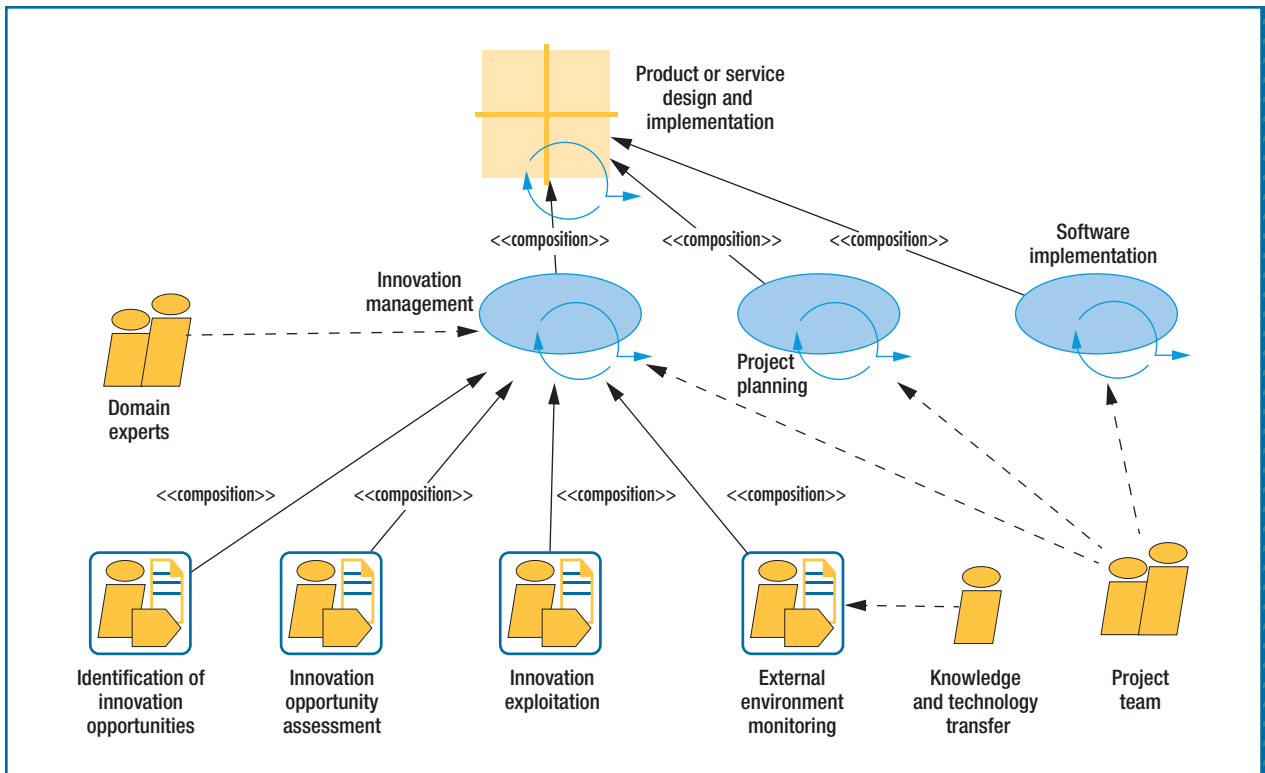 Product or service
design and
implementation
<<composition>>
<<composition>>
<<composition>>
Software
implementation
Innovation
management
Project
planning
Domain
experts
<<composition>>
<<composition>>
<<composition>>
<<composition>>
Identification of
innovation
opportunities
Innovation
opportunity
assessment
Innovation
exploitation
External
environment
monitoring
Knowledge
and technology
transfer
Project
team